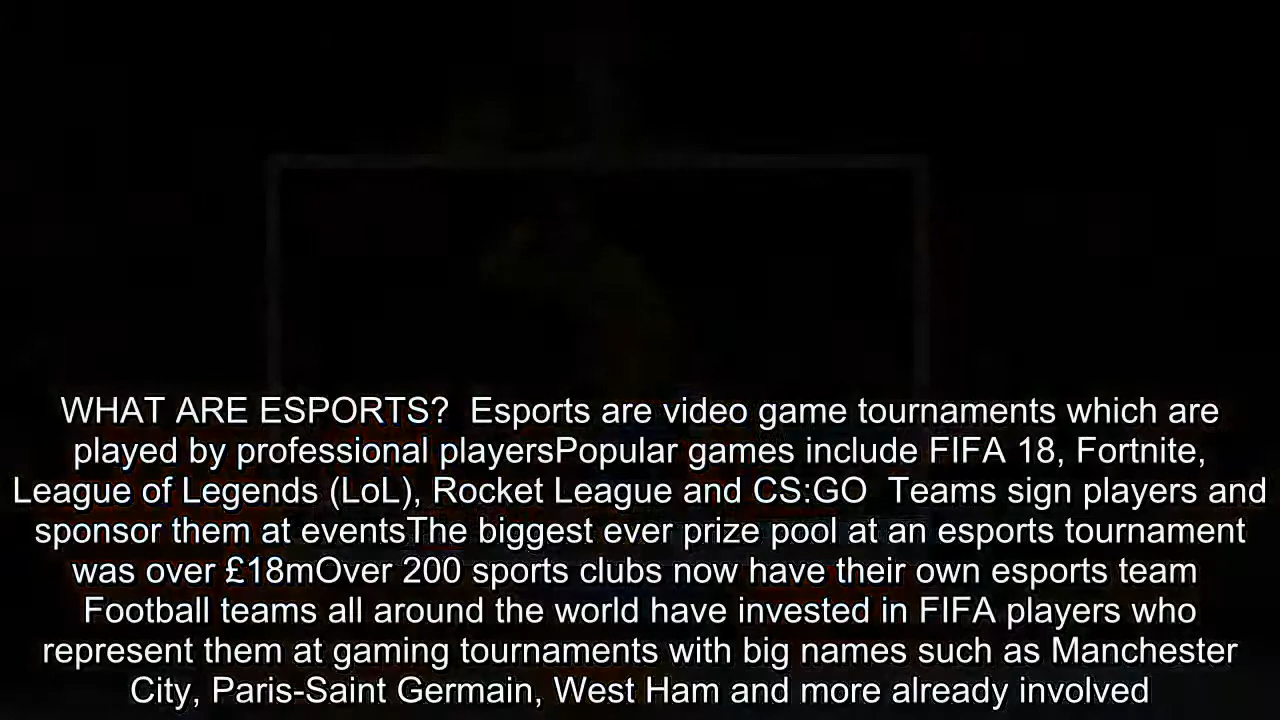 WHAT ARE ESPORTS?  Esports are video game tournaments which are
played by professional playersPopular games include FIFA 18, Fortnite,
League of Legends (LoL), Rocket League and CS:GO  Teams sign players and
sponsor them at eventsThe biggest ever prize pool at an esports tournament
was over £18mOver 200 sports clubs now have their own esports team
Football teams all around the world have invested in FIFA players who
represent them at gaming tournaments with big names such as Manchester
City, Paris-Saint Germain, West Ham and more already involved